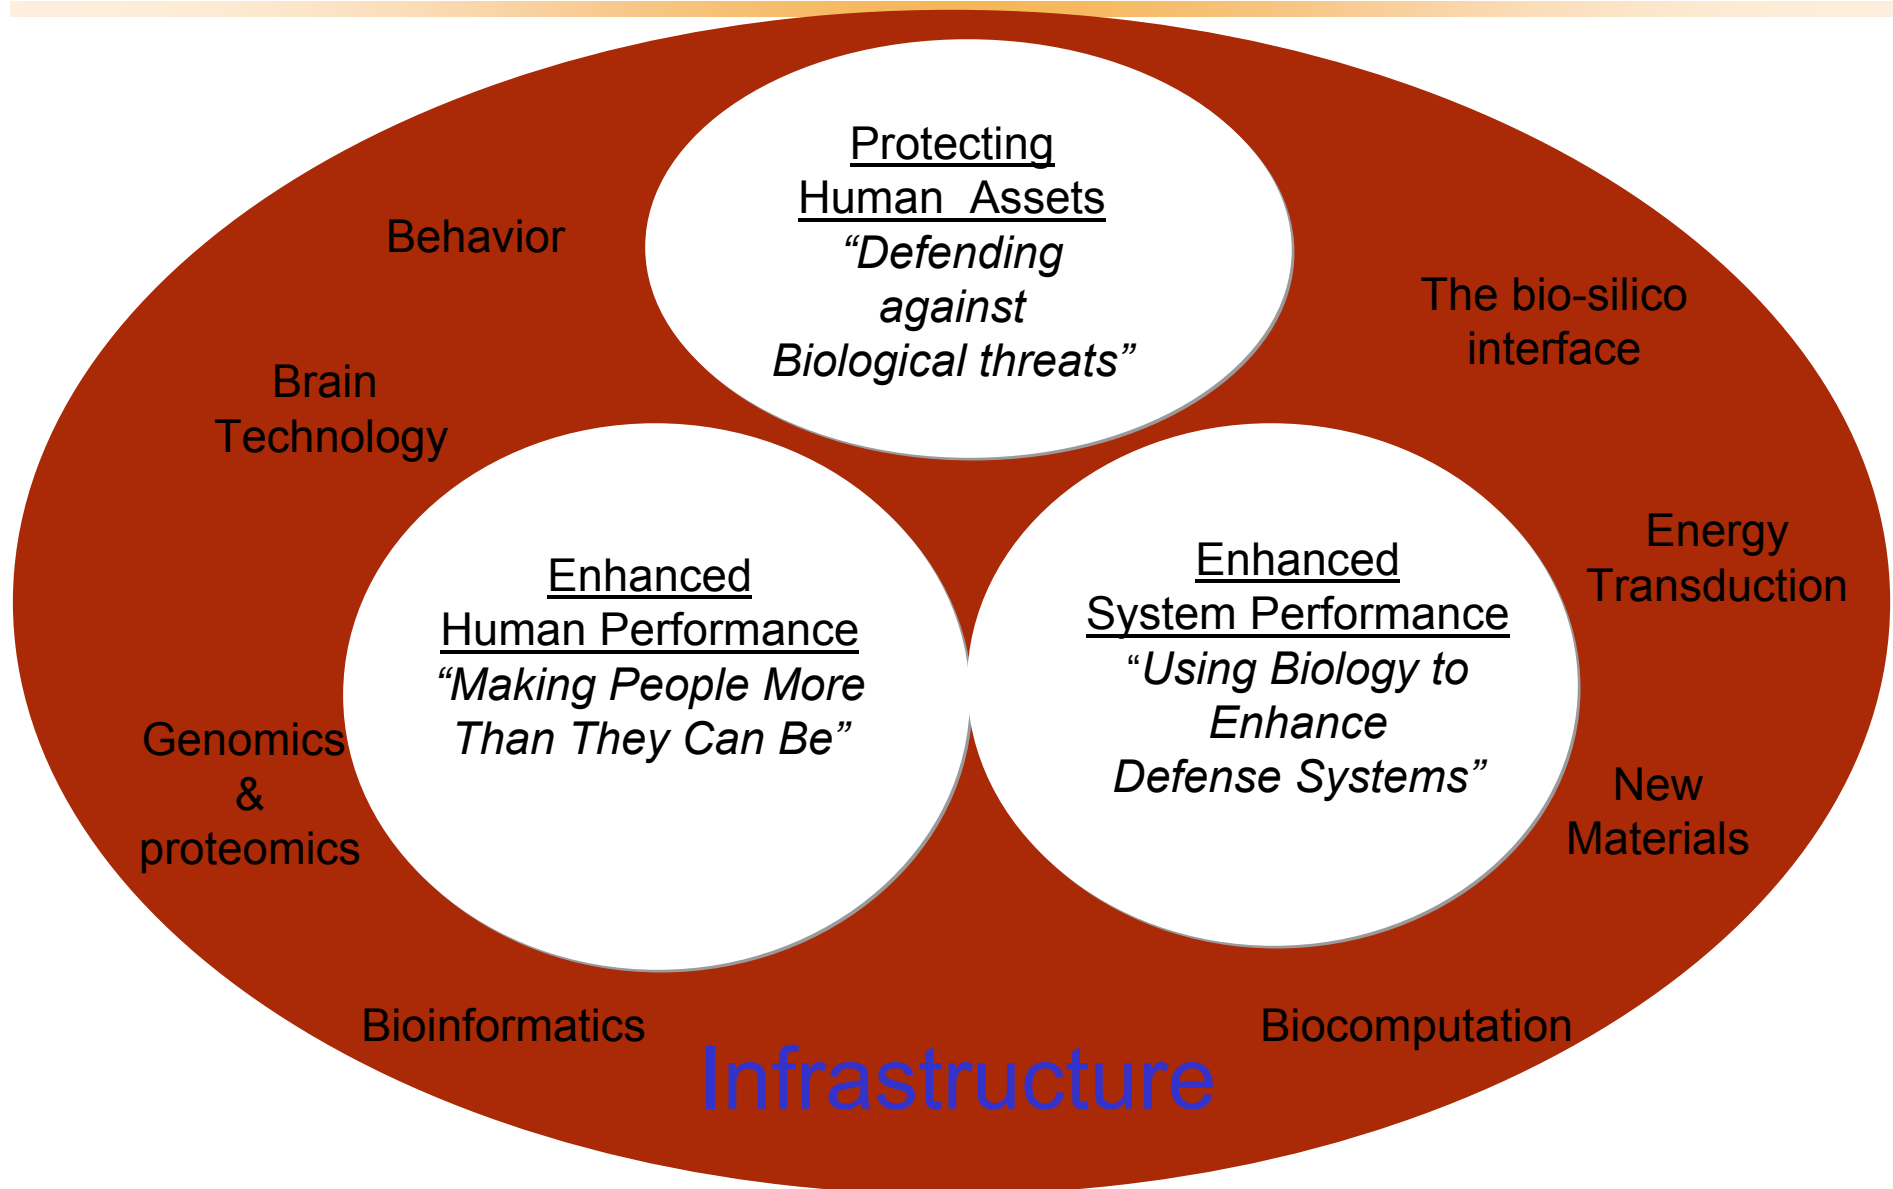 Protecting
Human Assets
“Defending
against
Biological threats”
Behavior
The bio-silico
interface
Brain
Technology
Enhanced
Human Performance
“Making People More
Than They Can Be”
Enhanced
System Performance
“Using Biology to
Enhance
Defense Systems”
Energy
Transduction
Genomics
&
proteomics
New
Materials
Bioinformatics
Biocomputation
Infrastructure